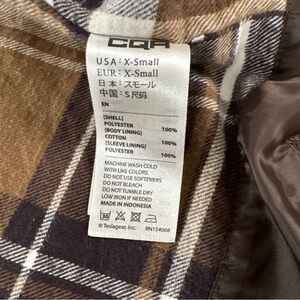 CQR
USA : X-Small
EUR : X-Small
日 本 : スモール
中国 : S 尺码
EN
[SHELL]
POLYESTER 100%
[BODY LINING]
COTTON 100%
[SLEEVE LINING]
POLYESTER 100%
MACHINE WASH COLD
WITH LIKE COLORS
DO NOT USE SOFTENERS
DO NOT BLEACH
DO NOT TUMBLE DRY
LOW IRON IF NEEDED
MADE IN INDONESIA
© Teslagear, Inc. RN154068